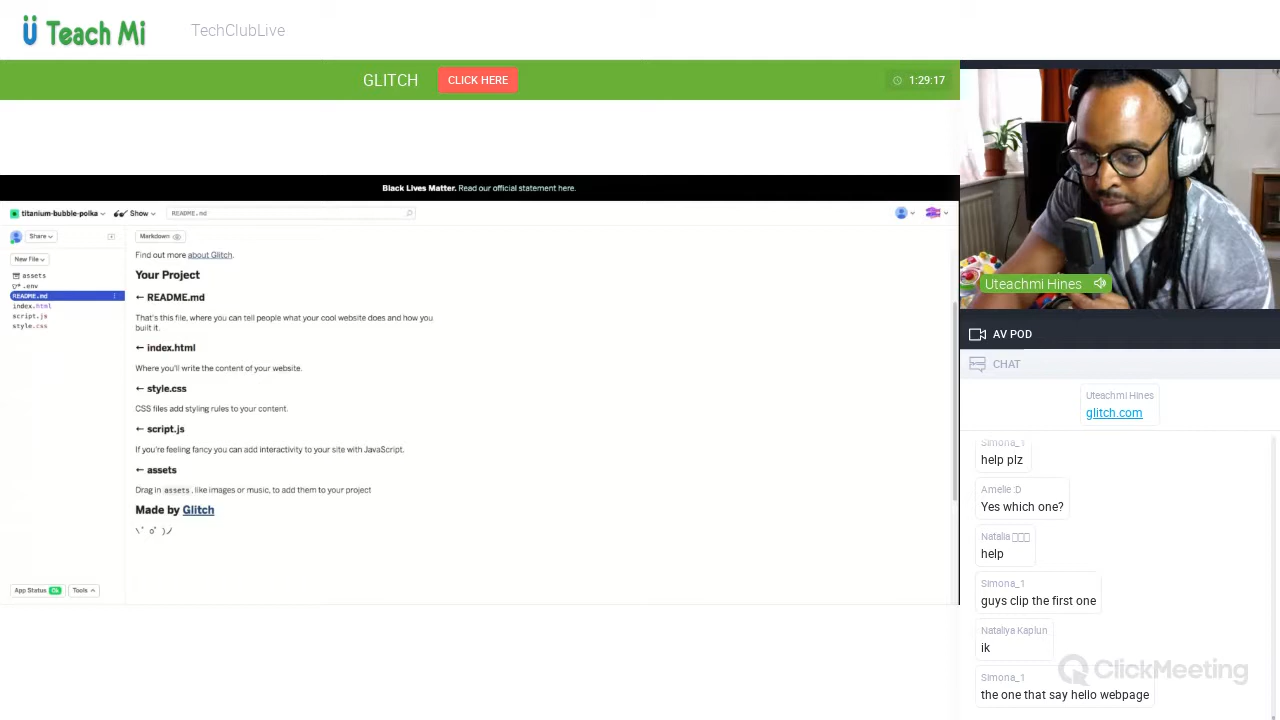 Ü Teach Mi
TechClubLive
GLITCH
CLICK HERE
1:29:17
Black Lives Matter. Read our official statement here.
titanium-bubble-polka
Show
README.md
Share
Markdown
New File
assets
.env
README.md
index.html
script.js
style.css
Find out more about Glitch.
Your Project
← README.md
That's this file, where you can tell people what your cool website does and how you
built it.
← index.html
Where you'll write the content of your website.
← style.css
CSS files add styling rules to your content.
← script.js
If you're feeling fancy you can add interactivity to your site with JavaScript.
← assets
Drag in assets, like images or music, to add them to your project
Made by Glitch
\ ゜o゜)ノ
App Status Ok
Tools
Uteachmi Hines
AV POD
CHAT
Uteachmi Hines
glitch.com
Simona_1
help plz
Amelie :D
Yes which one?
Natalia
help
Simona_1
guys clip the first one
Nataliya Kaplun
ik
Simona_1
the one that say hello webpage
ClickMeeting